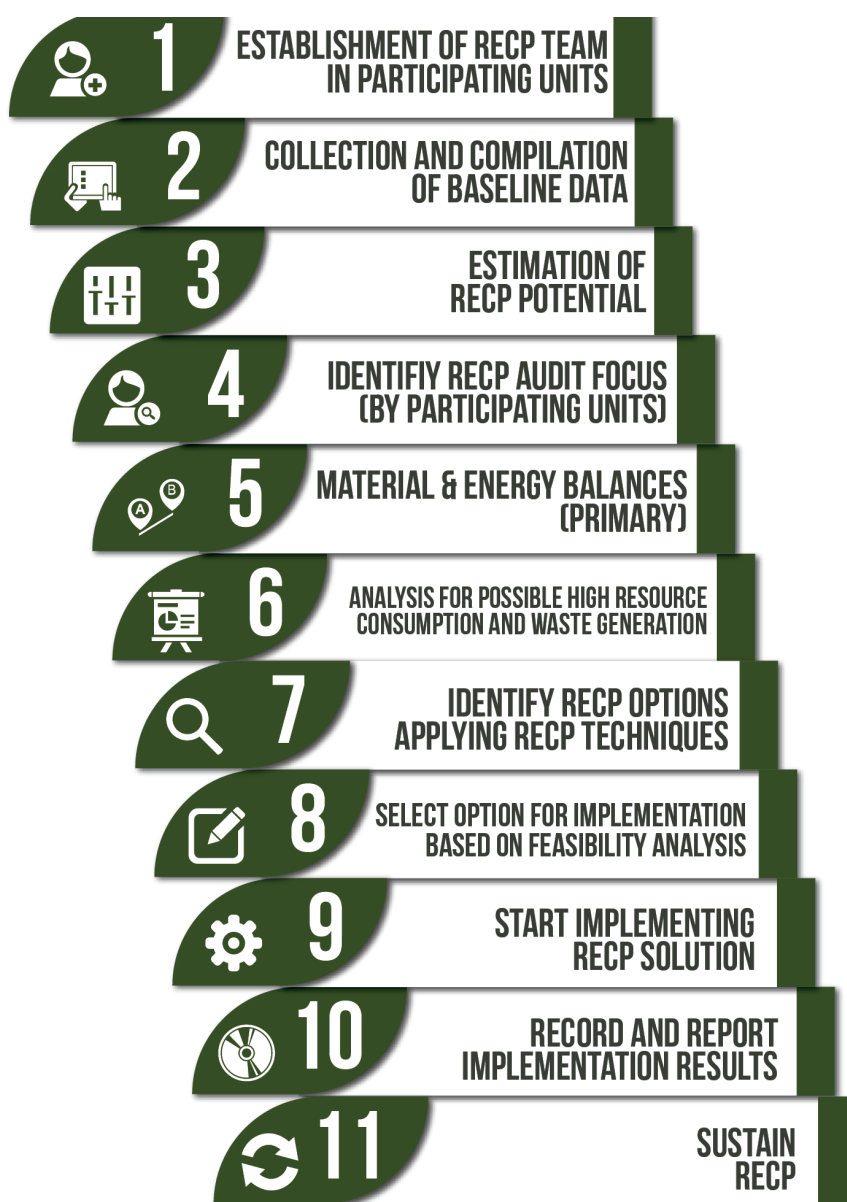 1
ESTABLISHMENT OF RECP TEAM
IN PARTICIPATING UNITS
2
COLLECTION AND COMPILATION
OF BASELINE DATA
3
ESTIMATION OF
RECP POTENTIAL
4
IDENTIFIY RECP AUDIT FOCUS
(BY PARTICIPATING UNITS)
A B
5
MATERIAL & ENERGY BALANCES
(PRIMARY)
6
ANALYSIS FOR POSSIBLE HIGH RESOURCE
CONSUMPTION AND WASTE GENERATION
7
IDENTIFY RECP OPTIONS
APPLYING RECP TECHNIQUES
8
SELECT OPTION FOR IMPLEMENTATION
BASED ON FEASIBILITY ANALYSIS
9
START IMPLEMENTING
RECP SOLUTION
10
RECORD AND REPORT
IMPLEMENTATION RESULTS
11
SUSTAIN
RECP